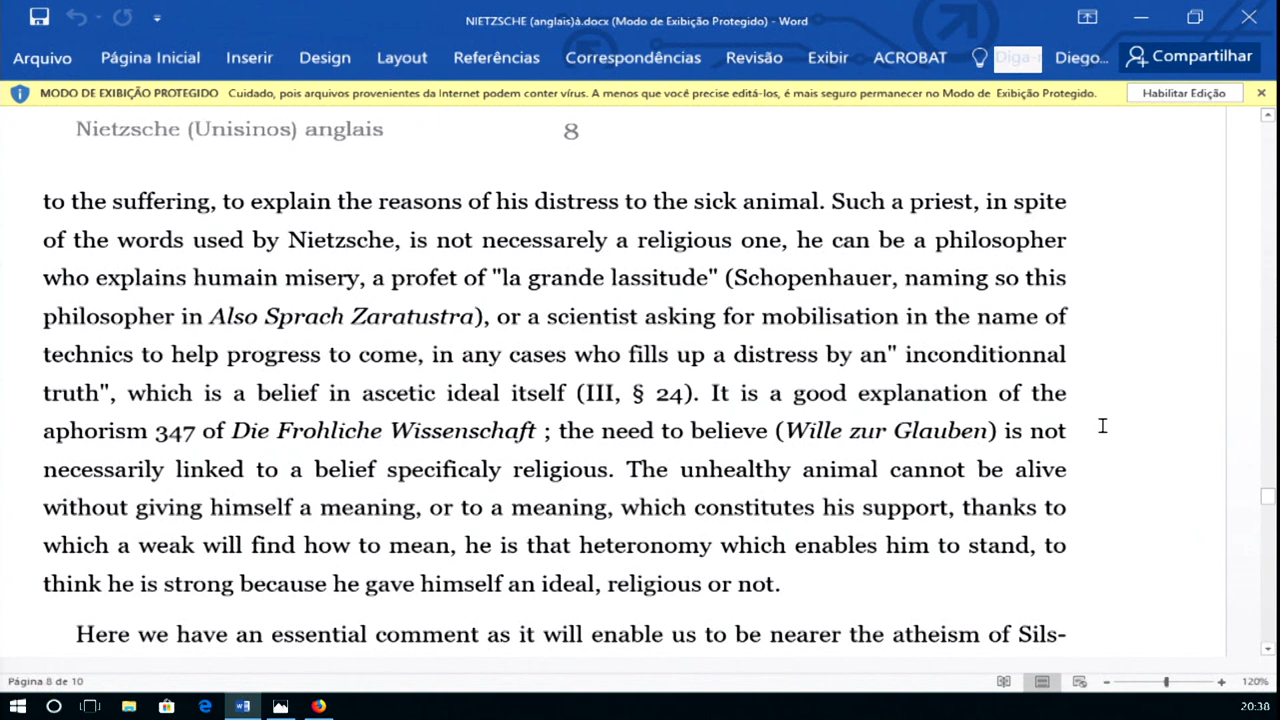 NIETZSCHE (anglais)à.docx (Modo de Exibição Protegido) - Word
Arquivo Página Inicial Inserir Design Layout Referências Correspondências Revisão Exibir ACROBAT Diga- Diego... Compartilhar
MODO DE EXIBIÇÃO PROTEGIDO Cuidado, pois arquivos provenientes da Internet podem conter vírus. A menos que você precise editá-los, é mais seguro permanecer no Modo de Exibição Protegido. Habilitar Edição
Nietzsche (Unisinos) anglais 8
to the suffering, to explain the reasons of his distress to the sick animal. Such a priest, in spite
of the words used by Nietzsche, is not necessarely a religious one, he can be a philosopher
who explains humain misery, a profet of "la grande lassitude" (Schopenhauer, naming so this
philosopher in Also Sprach Zaratustra), or a scientist asking for mobilisation in the name of
technics to help progress to come, in any cases who fills up a distress by an" inconditionnal
truth", which is a belief in ascetic ideal itself (III, § 24). It is a good explanation of the
aphorism 347 of Die Frohliche Wissenschaft ; the need to believe (Wille zur Glauben) is not
necessarily linked to a belief specificaly religious. The unhealthy animal cannot be alive
without giving himself a meaning, or to a meaning, which constitutes his support, thanks to
which a weak will find how to mean, he is that heteronomy which enables him to stand, to
think he is strong because he gave himself an ideal, religious or not.
Here we have an essential comment as it will enable us to be nearer the atheism of Sils-
Página 8 de 10 120%
20:38